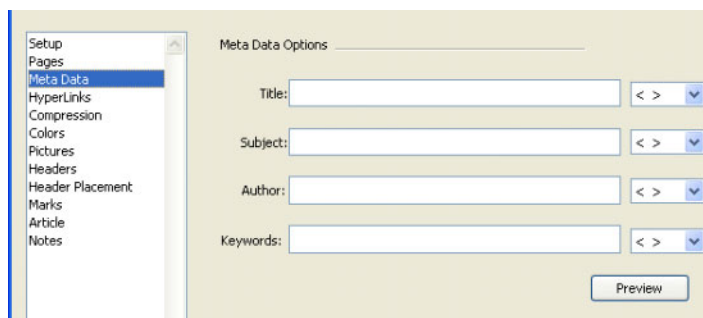 Setup
Pages
Meta Data
HyperLinks
Compression
Colors
Pictures
Headers
Header Placement
Marks
Article
Notes
Meta Data Options
Title:
< >
Subject:
< >
Author:
< >
Keywords:
< >
Preview